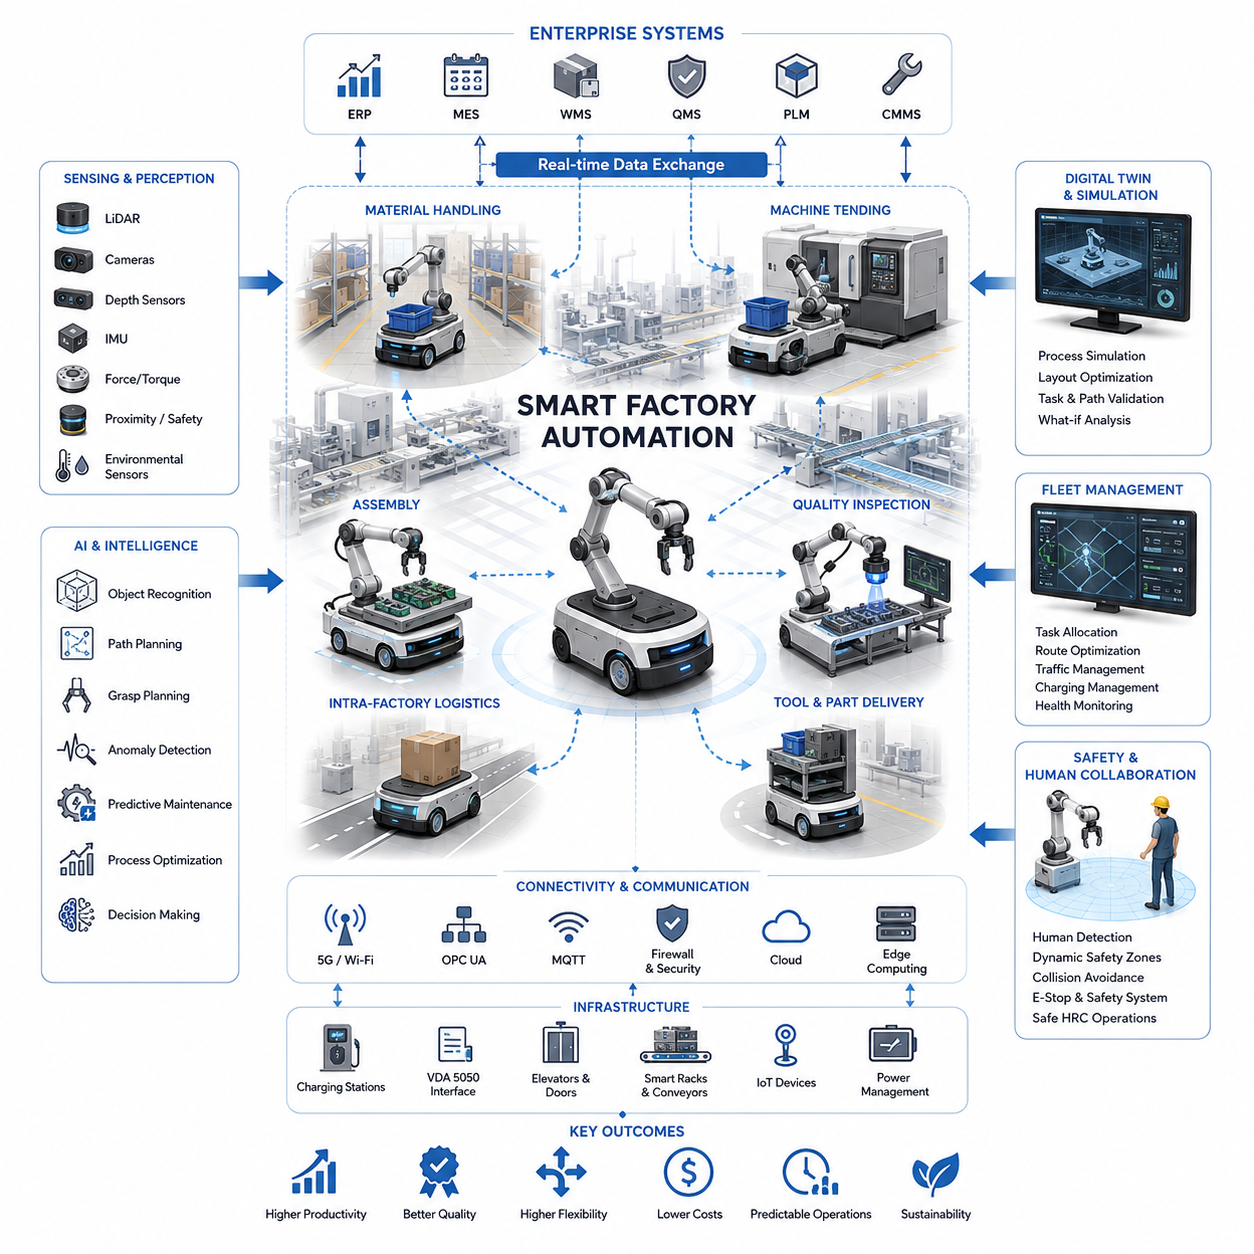 ENTERPRISE SYSTEMS
ERP
MES
WMS
QMS
PLM
CMMS
Real-time Data Exchange
SENSING & PERCEPTION
LiDAR
Cameras
Depth Sensors
IMU
Force/Torque
Proximity / Safety
Environmental
Sensors
AI & INTELLIGENCE
Object Recognition
Path Planning
Grasp Planning
Anomaly Detection
Predictive Maintenance
Process Optimization
Decision Making
MATERIAL HANDLING
MACHINE TENDING
SMART FACTORY
AUTOMATION
ASSEMBLY
QUALITY INSPECTION
INTRA-FACTORY LOGISTICS
TOOL & PART DELIVERY
DIGITAL TWIN
& SIMULATION
Process Simulation
Layout Optimization
Task & Path Validation
What-if Analysis
FLEET MANAGEMENT
Task Allocation
Route Optimization
Traffic Management
Charging Management
Health Monitoring
SAFETY &
HUMAN COLLABORATION
Human Detection
Dynamic Safety Zones
Collision Avoidance
E-Stop & Safety System
Safe HRC Operations
CONNECTIVITY & COMMUNICATION
5G / Wi-Fi
OPC UA
MQTT
Firewall
& Security
Cloud
Edge
Computing
INFRASTRUCTURE
Charging Stations
VDA 5050
Interface
Elevators &
Doors
Smart Racks
& Conveyors
IoT Devices
Power
Management
KEY OUTCOMES
Higher Productivity
Better Quality
Higher Flexibility
Lower Costs
Predictable Operations
Sustainability